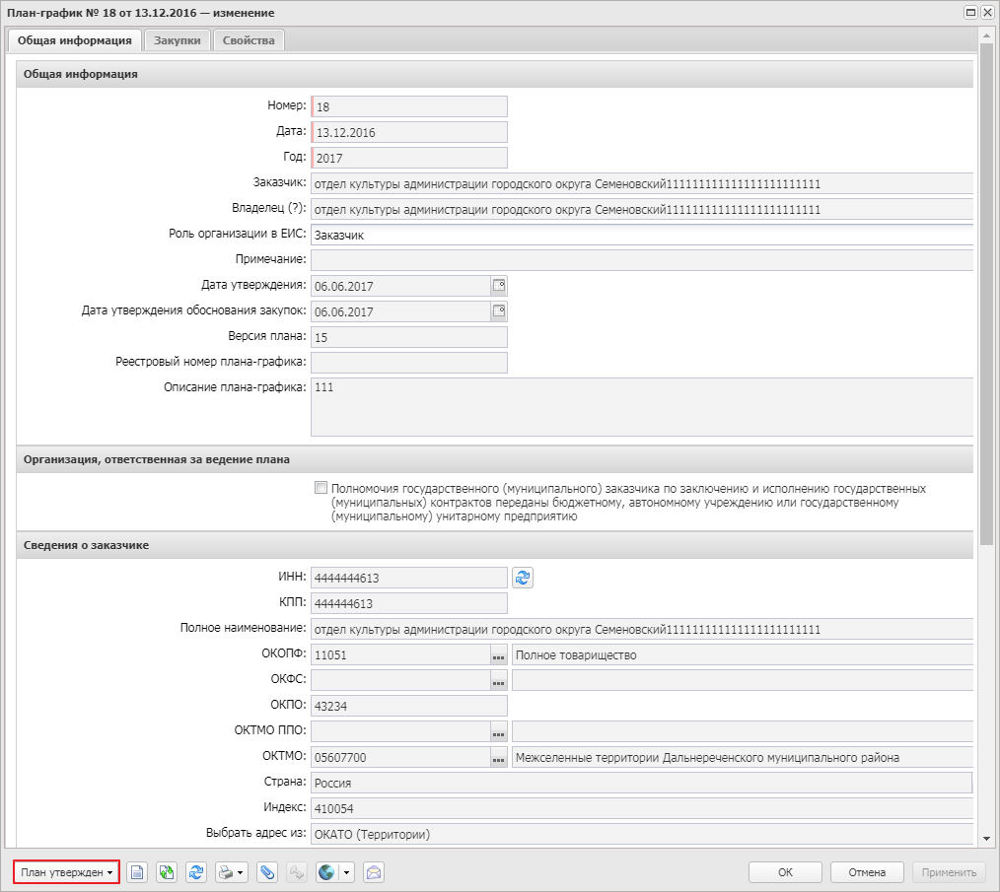 План-график № 18 от 13.12.2016 — изменение
Общая информация Закупки Свойства
Общая информация
Номер: 18
Дата: 13.12.2016
Год: 2017
Заказчик: отдел культуры администрации городского округа Семеновский111111111111111111111111
Владелец (?): отдел культуры администрации городского округа Семеновский111111111111111111111111
Роль организации в ЕИС: Заказчик
Примечание:
Дата утверждения: 06.06.2017
Дата утверждения обоснования закупок: 06.06.2017
Версия плана: 15
Реестровый номер плана-графика:
Описание плана-графика: 111
Организация, ответственная за ведение плана
Полномочия государственного (муниципального) заказчика по заключению и исполнению государственных
(муниципальных) контрактов переданы бюджетному, автономному учреждению или государственному
(муниципальному) унитарному предприятию
Сведения о заказчике
ИНН: 4444444613
КПП: 444444613
Полное наименование: отдел культуры администрации городского округа Семеновский111111111111111111111111
ОКОПФ: 11051 ... Полное товарищество
ОКФС: ...
ОКПО: 43234
ОКТМО ППО: ...
ОКТМО: 05607700 ... Межселенные территории Дальнереченского муниципального района
Страна: Россия
Индекс: 410054
Выбрать адрес из: ОКАТО (Территории)
План утвержден ОК Отмена Применить